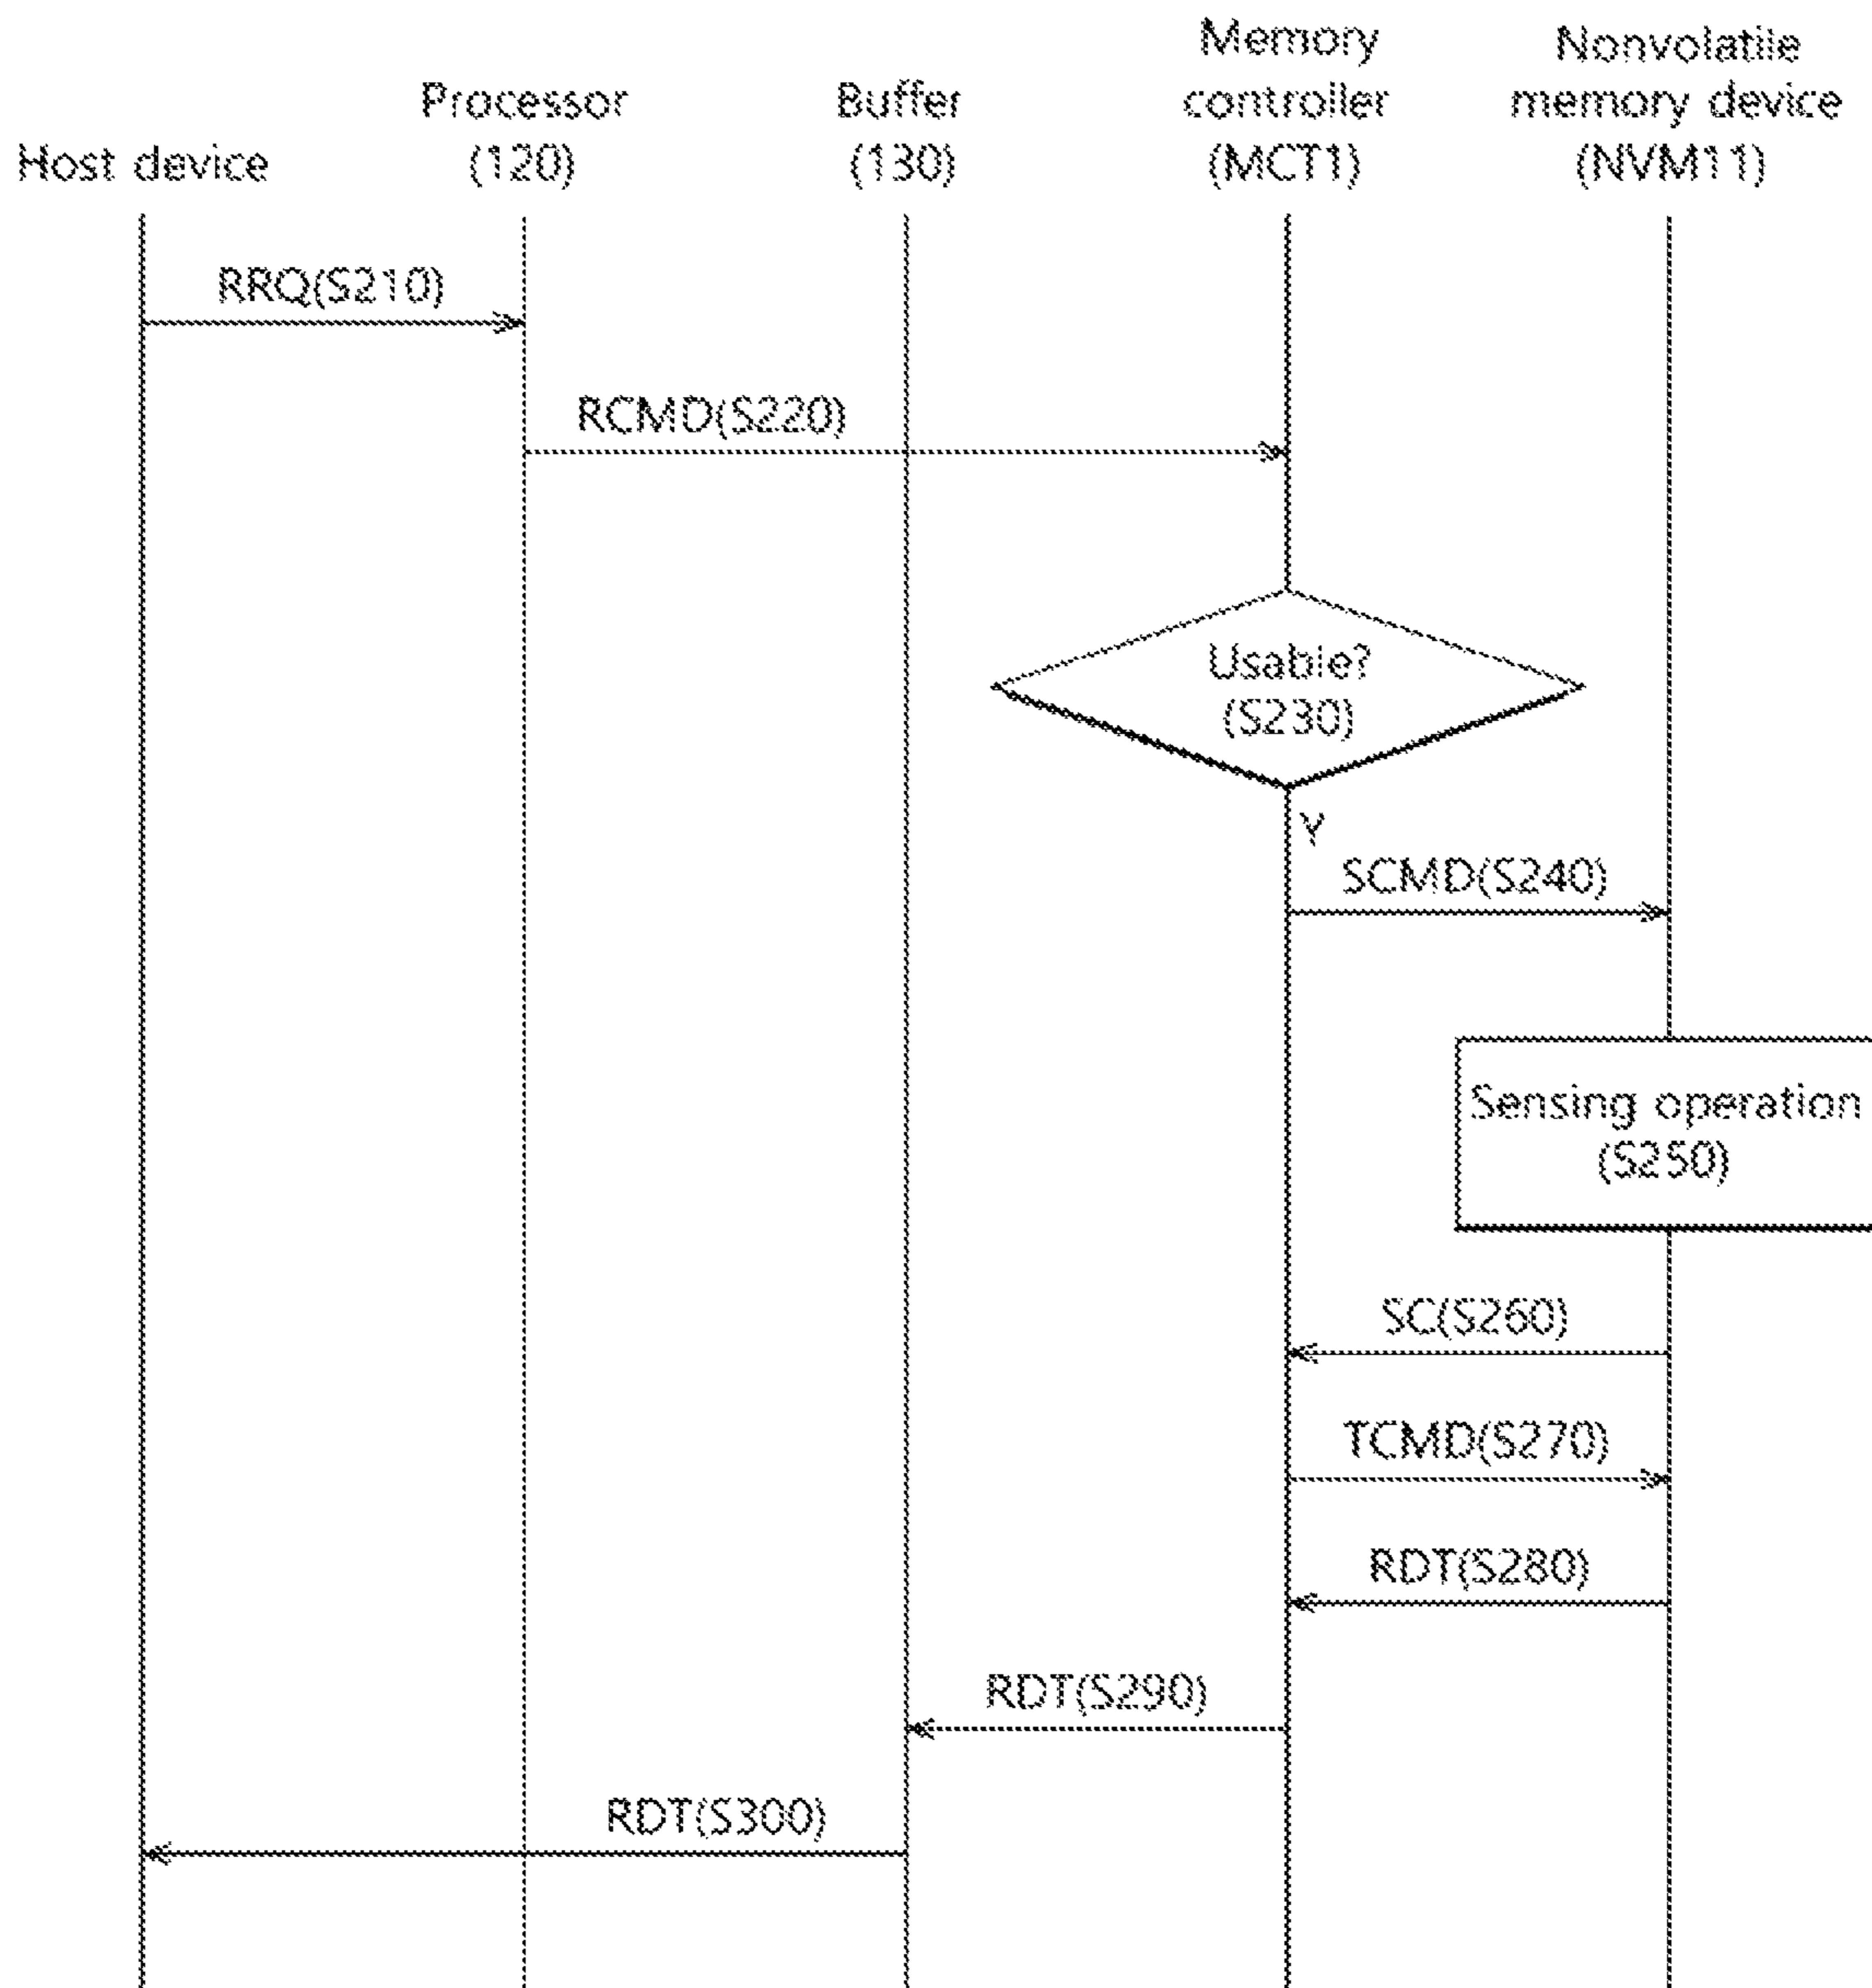 Host device
Processor
(120)
Buffer
(130)
Memory
controller
(MCT1)
Nonvolatile
memory device
(NVM11)
RRQ(S210)
RCMD(S220)
Usable?
(S230)
Y
SCMD(S240)
Sensing operation
(S250)
SC(S260)
TCMD(S270)
RDT(S280)
RDT(S290)
RDT(S300)